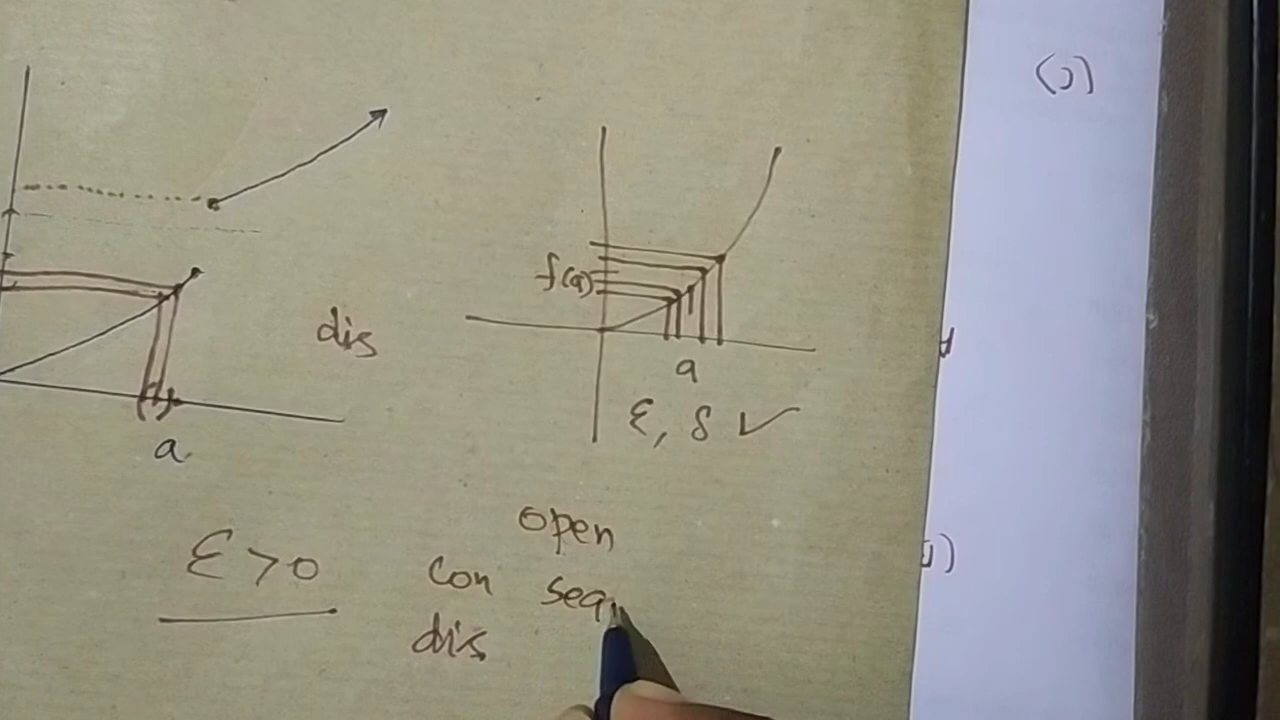 (c)
f(a)
dis
a
ε, δ ✓
a
open
ε > 0
con seq
dis